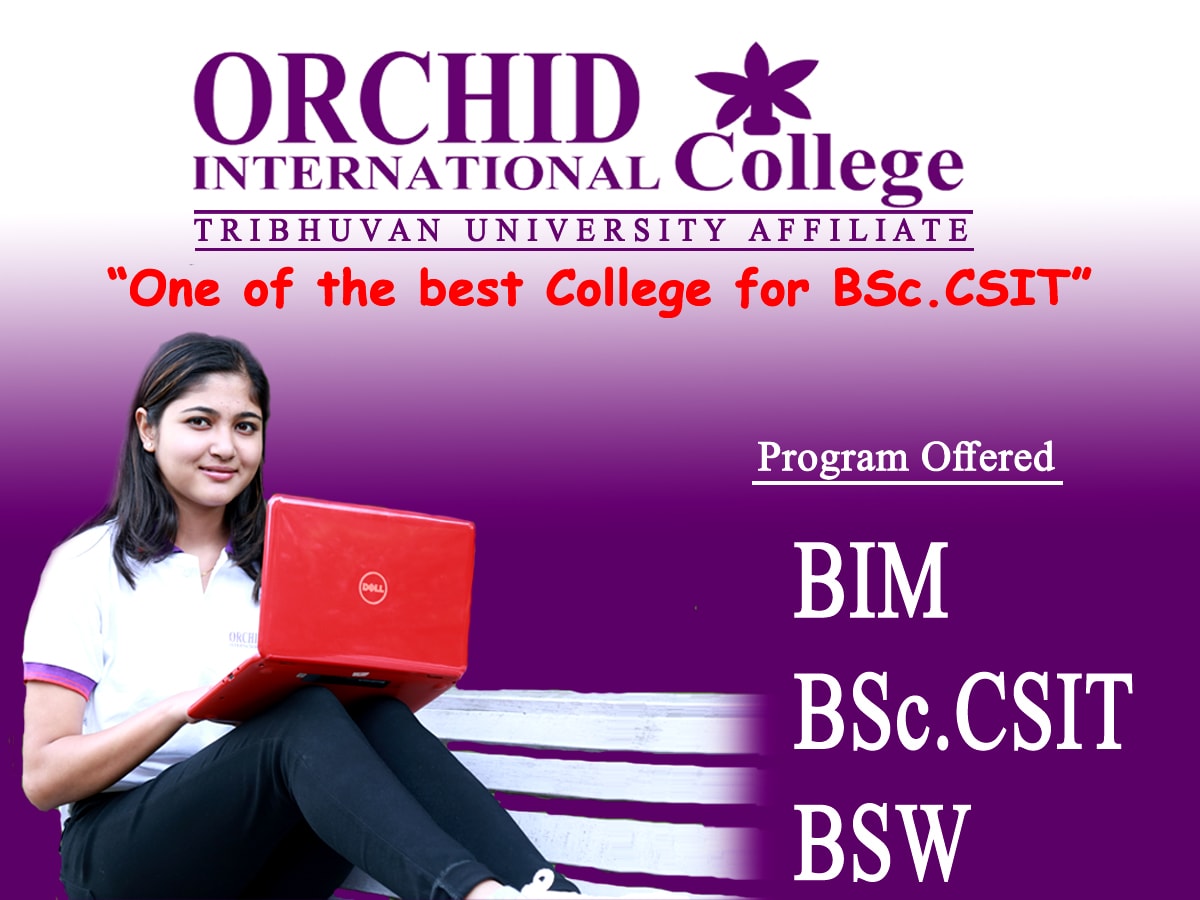 ORCHID
INTERNATIONAL College
TRIBHUVAN UNIVERSITY AFFILIATE
“One of the best College for BSc.CSIT”
Program Offered
BIM
BSc.CSIT
BSW
DELL
ORCHID